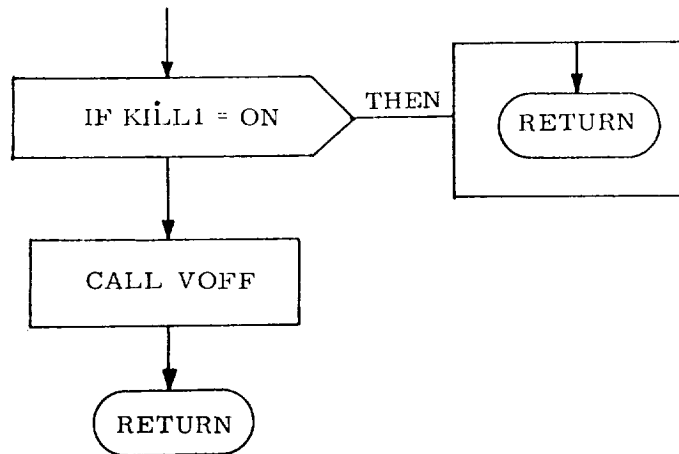 IF KILL1 = ON
THEN
RETURN
CALL VOFF
RETURN